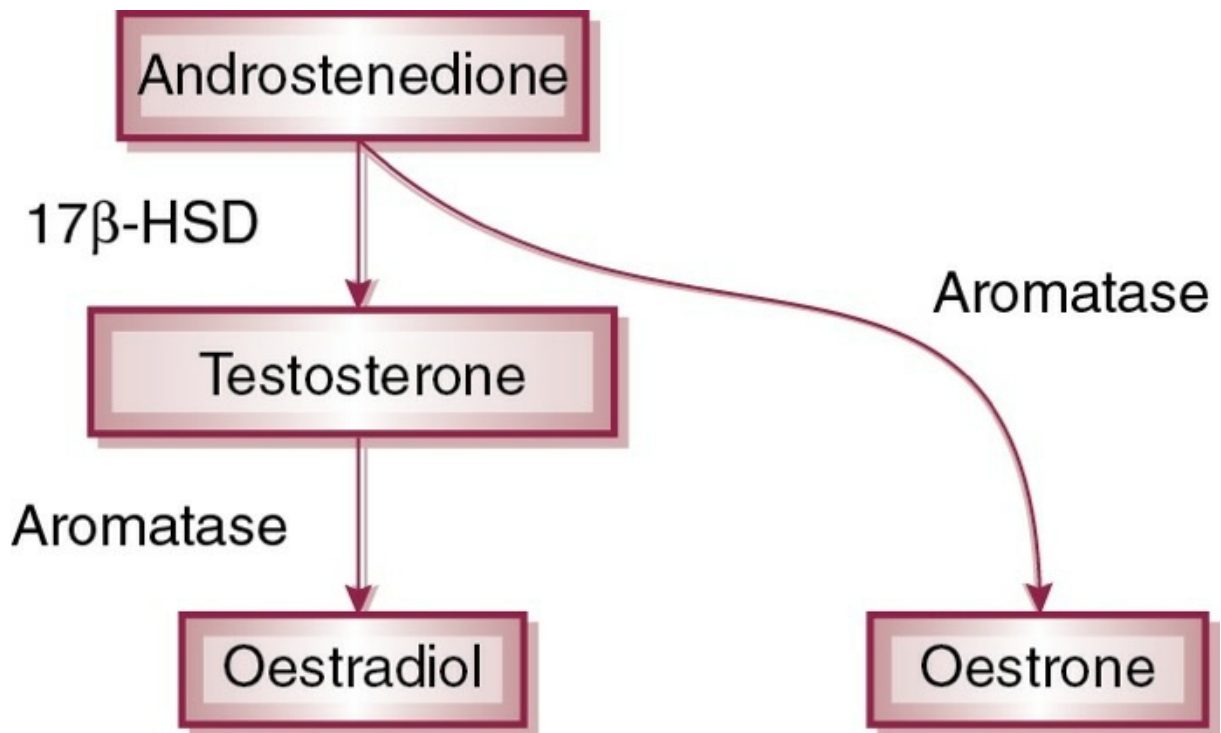 Androstenedione
17β-HSD
Aromatase
Testosterone
Aromatase
Oestradiol
Oestrone